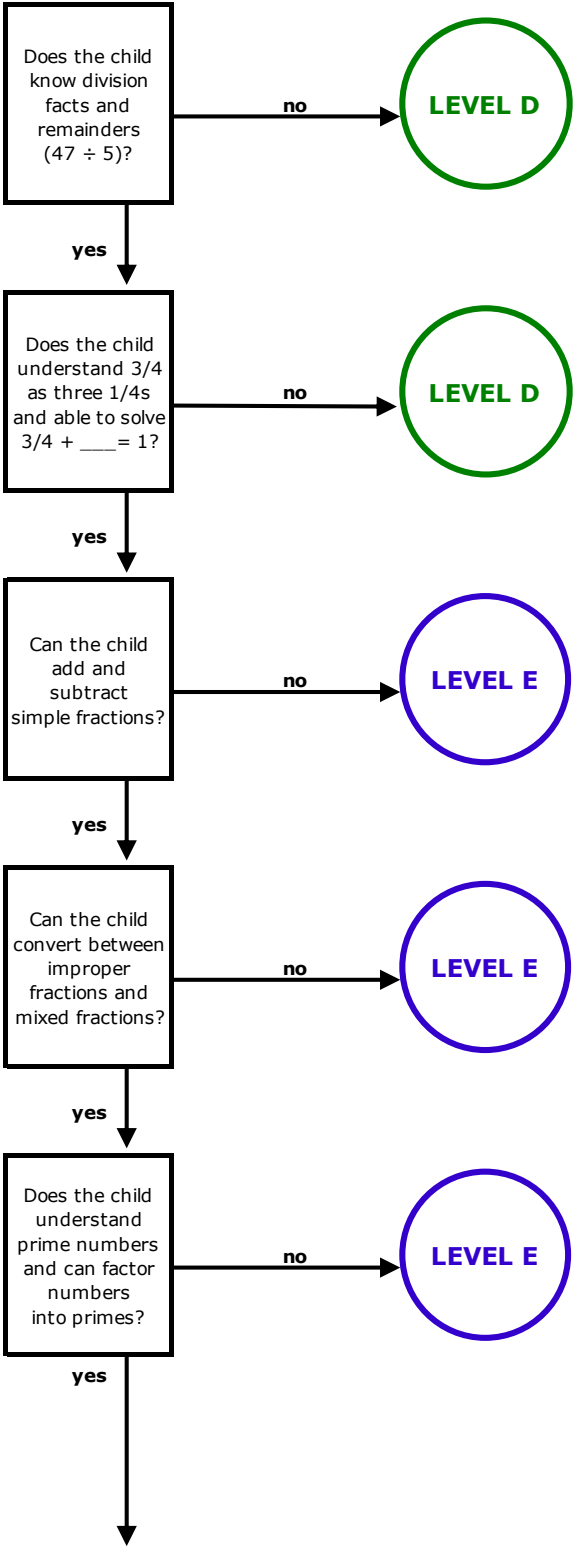 Does the child
know division
facts and
remainders
(47 ÷ 5)?
no
LEVEL D
yes
Does the child
understand 3/4
as three 1/4s
and able to solve
3/4 + ___= 1?
no
LEVEL D
yes
Can the child
add and
subtract
simple fractions?
no
LEVEL E
yes
Can the child
convert between
improper
fractions and
mixed fractions?
no
LEVEL E
yes
Does the child
understand
prime numbers
and can factor
numbers
into primes?
no
LEVEL E
yes